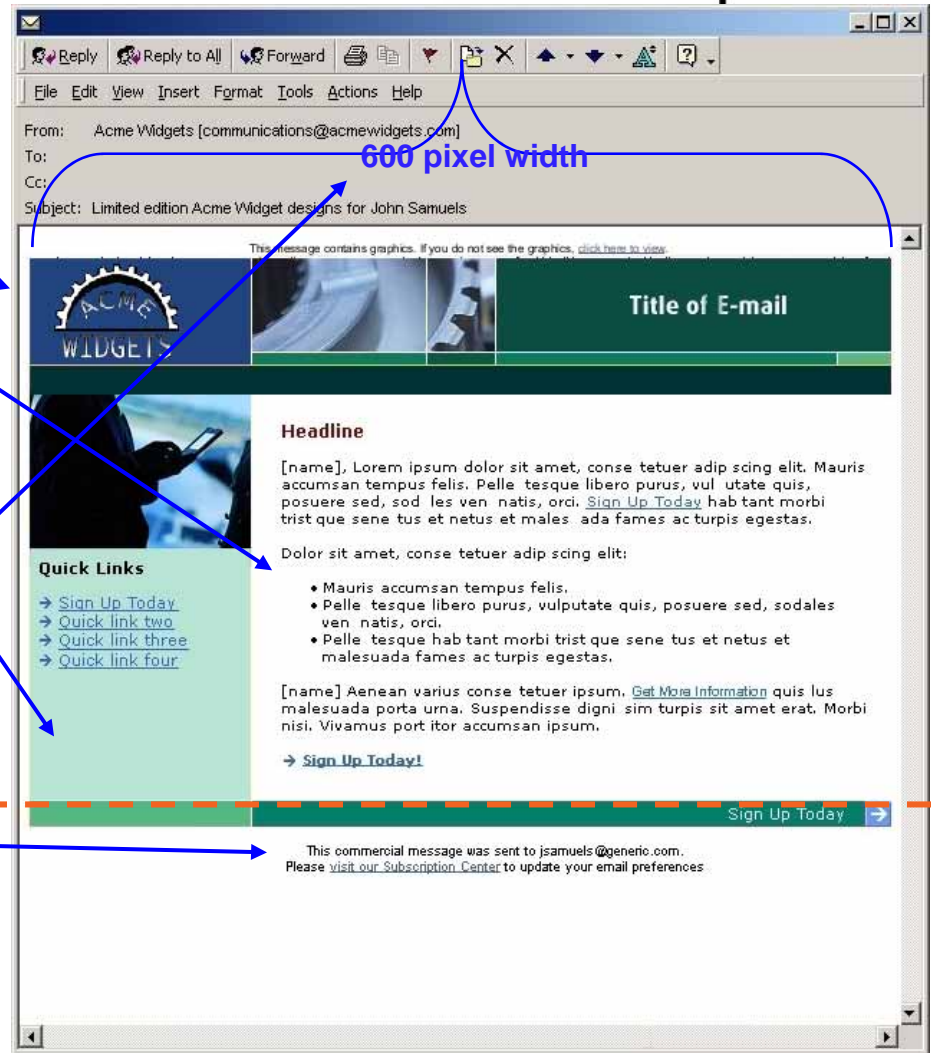 Reply Reply to All Forward
File Edit View Insert Format Tools Actions Help
From: Acme Widgets [communications@acmewidgets.com]
To:
600 pixel width
Cc:
Subject: Limited edition Acme Widget designs for John Samuels
This message contains graphics. If you do not see the graphics, click here to view.
ACME
WIDGETS
Title of E-mail
Headline
[name], Lorem ipsum dolor sit amet, conse tetuer adip scing elit. Mauris
accumsan tempus felis. Pelle tesque libero purus, vul utate quis,
posuere sed, sod les ven natis, orci. Sign Up Today hab tant morbi
trist que sene tus et netus et males ada fames ac turpis egestas.
Dolor sit amet, conse tetuer adip scing elit:
• Mauris accumsan tempus felis.
• Pelle tesque libero purus, vulputate quis, posuere sed, sodales
ven natis, orci.
• Pelle tesque hab tant morbi trist que sene tus et netus et
malesuada fames ac turpis egestas.
[name] Aenean varius conse tetuer ipsum. Get More Information quis lus
malesuada porta urna. Suspendisse digni sim turpis sit amet erat. Morbi
nisi. Vivamus port itor accumsan ipsum.
→ Sign Up Today!
Quick Links
→ Sign Up Today
→ Quick link two
→ Quick link three
→ Quick link four
Sign Up Today →
This commercial message was sent to jsamuels@generic.com.
Please visit our Subscription Center to update your email preferences